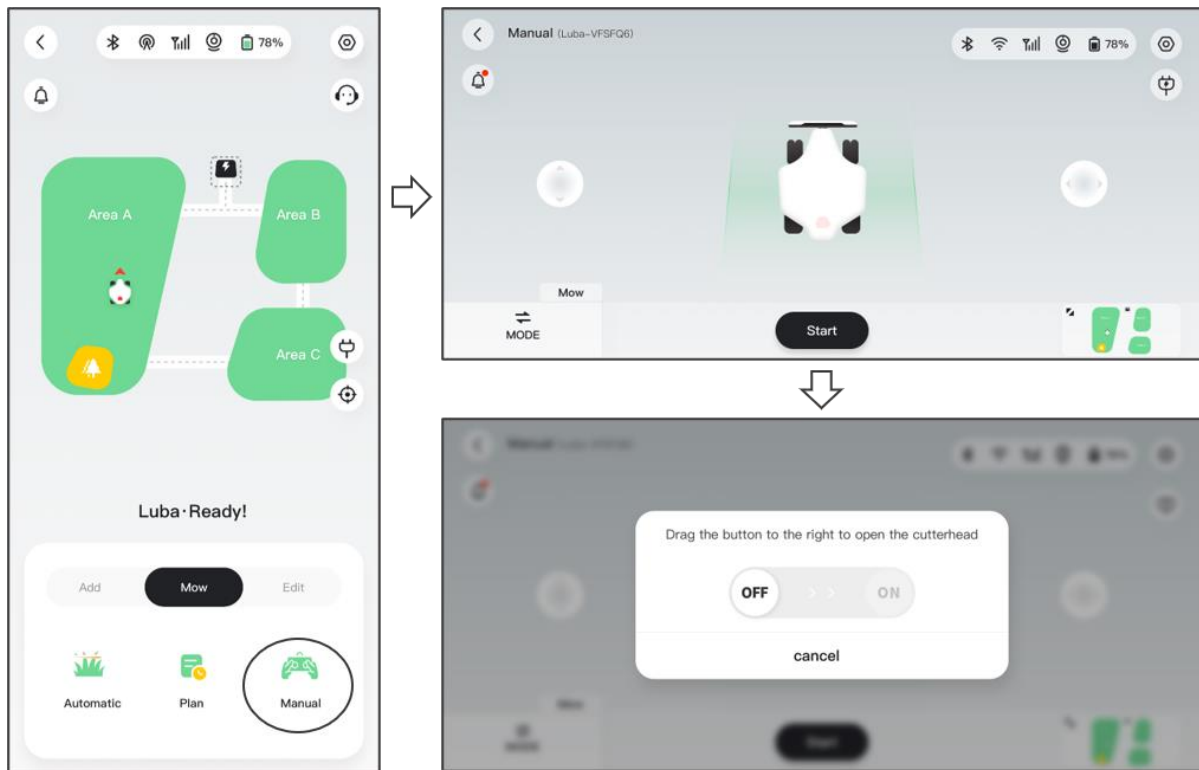 78%
Area A
Area B
Area C
Luba·Ready!
Add Mow Edit
Automatic Plan Manual
Manual (Luba-VFSFQ6)
78%
Mow
MODE
Start
Drag the button to the right to open the cutterhead
OFF ON
cancel